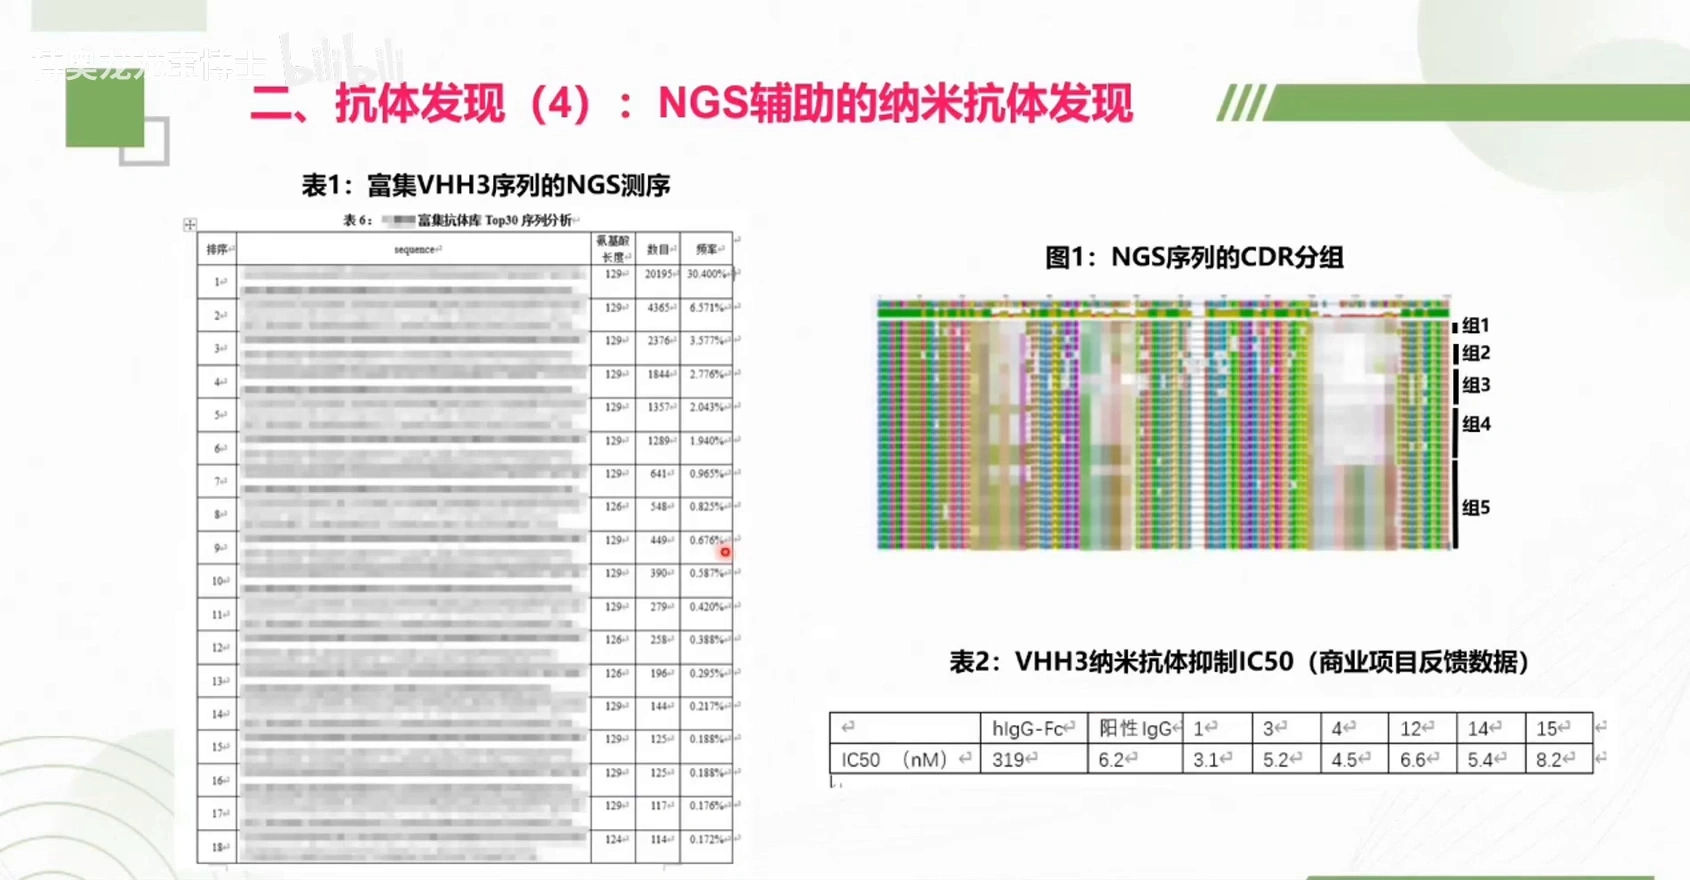 博奥龙龙宝博士 bilibili
二、抗体发现（4）：NGS辅助的纳米抗体发现
表1：富集VHH3序列的NGS测序
表 6： 富集抗体库 Top30 序列分析
排序 sequence 氨基酸长度 数目 频率
1 129 20195 30.400%
2 129 4365 6.571%
3 129 2376 3.577%
4 129 1844 2.776%
5 129 1357 2.043%
6 129 1289 1.940%
7 129 641 0.965%
8 126 548 0.825%
9 129 449 0.676%
10 129 390 0.587%
11 129 279 0.420%
12 126 258 0.388%
13 126 196 0.295%
14 129 144 0.217%
15 129 125 0.188%
16 129 125 0.188%
17 129 117 0.176%
18 124 114 0.172%
图1：NGS序列的CDR分组
组1
组2
组3
组4
组5
表2：VHH3纳米抗体抑制IC50（商业项目反馈数据）
hIgG-Fc 阳性 IgG 1 3 4 12 14 15
IC50 （nM） 319 6.2 3.1 5.2 4.5 6.6 5.4 8.2